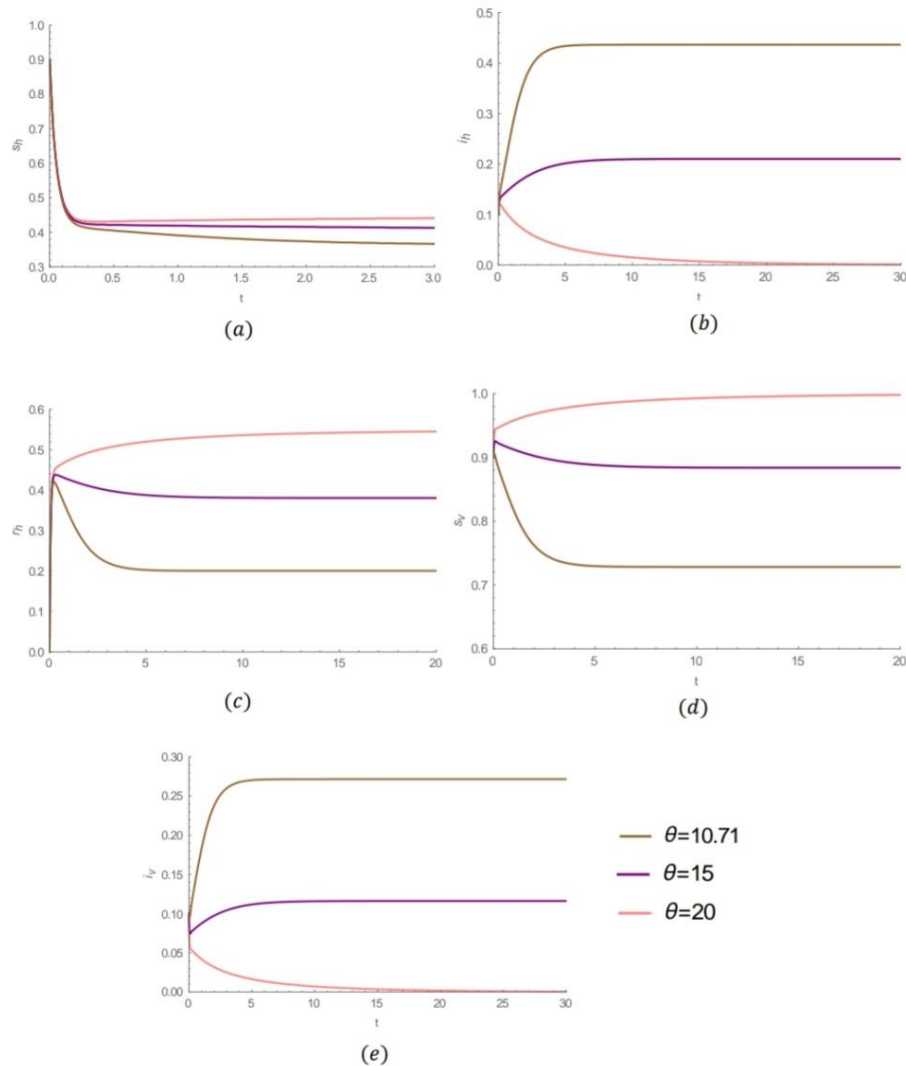 1.0
0.9
0.8
0.7
0.6
0.5
0.4
0.3
s_h
0.0 0.5 1.0 1.5 2.0 2.5 3.0
t
(a)
0.5
0.4
0.3
0.2
0.1
0.0
i_h
0 5 10 15 20 25 30
t
(b)
0.6
0.5
0.4
0.3
0.2
0.1
0.0
r_h
0 5 10 15 20
(c)
1.0
0.9
0.8
0.7
0.6
s_v
0 5 10 15 20
t
(d)
0.30
0.25
0.20
0.15
0.10
0.05
0.00
i_v
0 5 10 15 20 25 30
t
(e)
θ=10.71
θ=15
θ=20